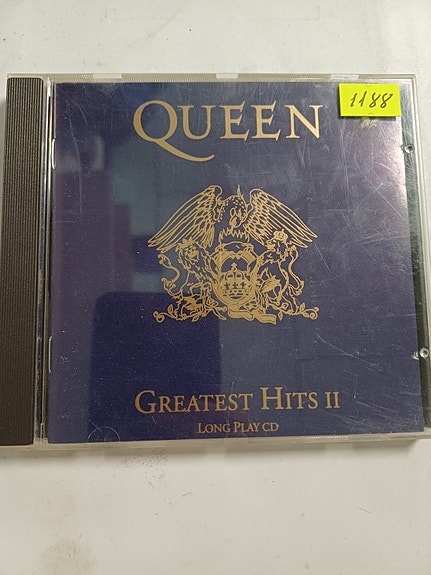 1188
QUEEN
GREATEST HITS II
LONG PLAY CD